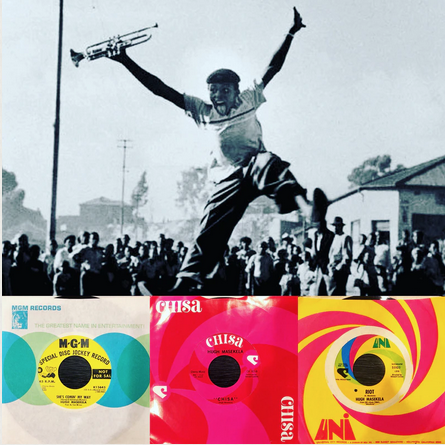 MGM RECORDS
THE GREATEST NAME IN ENTERTAINMENT
M-G-M
SPECIAL DISC JOCKEY RECORD
NOT
FOR SALE
SHE'S COMIN' MY WAY
HUGH MASEKELA
CHISA
CHISA
HUGH MASEKELA
CHISA
CHISA
UNI
RIOT
HUGH MASEKELA
UNI